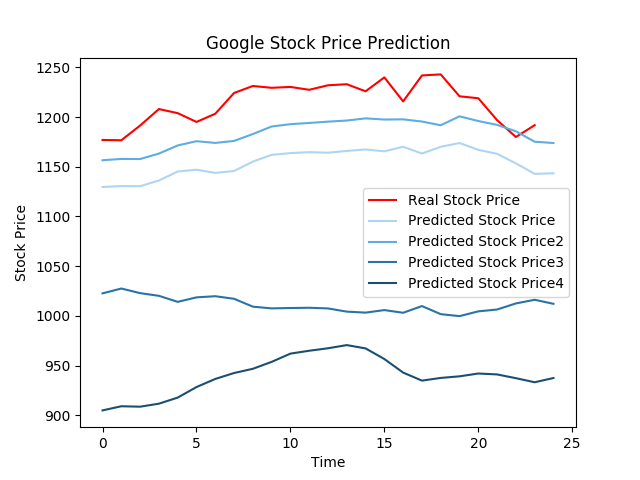 Google Stock Price Prediction
1250
1200
1150
1100
1050
1000
950
900
Stock Price
Real Stock Price
Predicted Stock Price
Predicted Stock Price2
Predicted Stock Price3
Predicted Stock Price4
0 5 10 15 20 25
Time